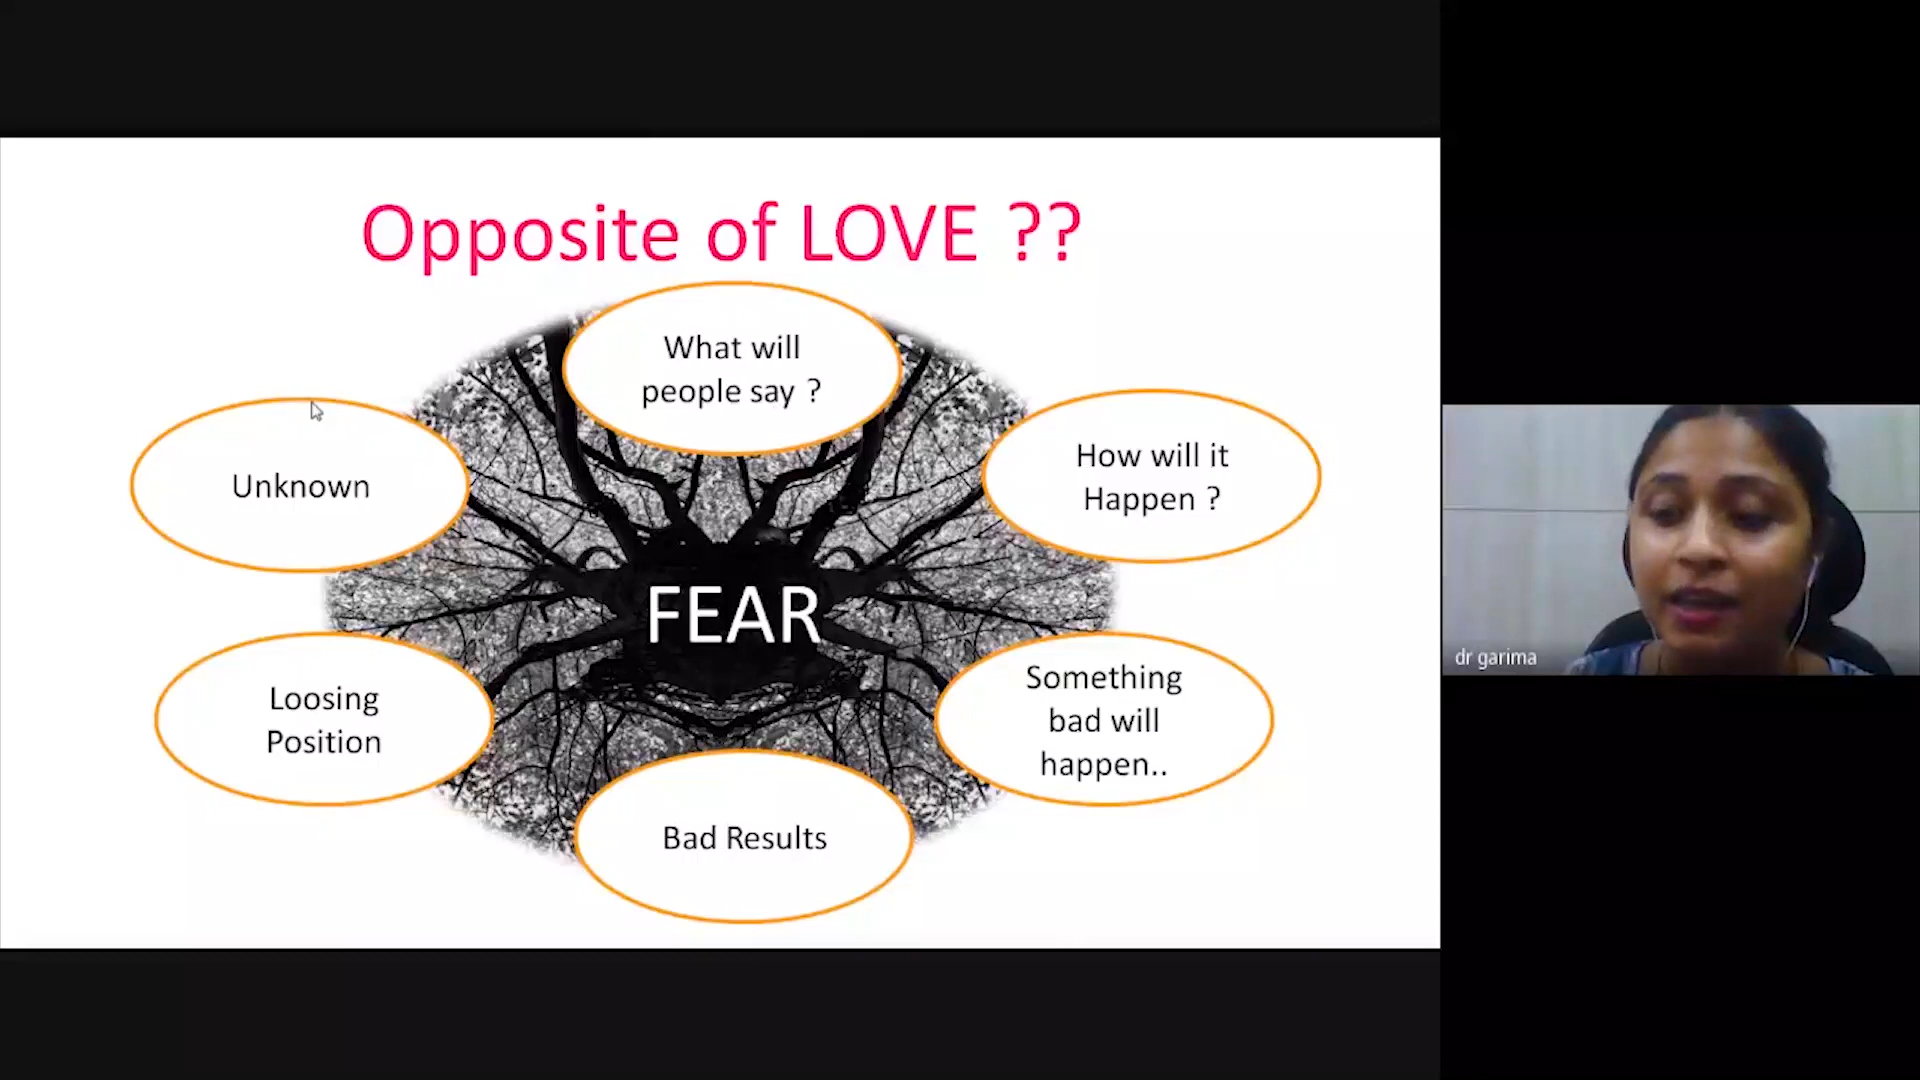 Opposite of LOVE ??
What will
people say ?
How will it
Happen ?
Unknown
FEAR
Something
bad will
happen..
Loosing
Position
Bad Results
dr garima